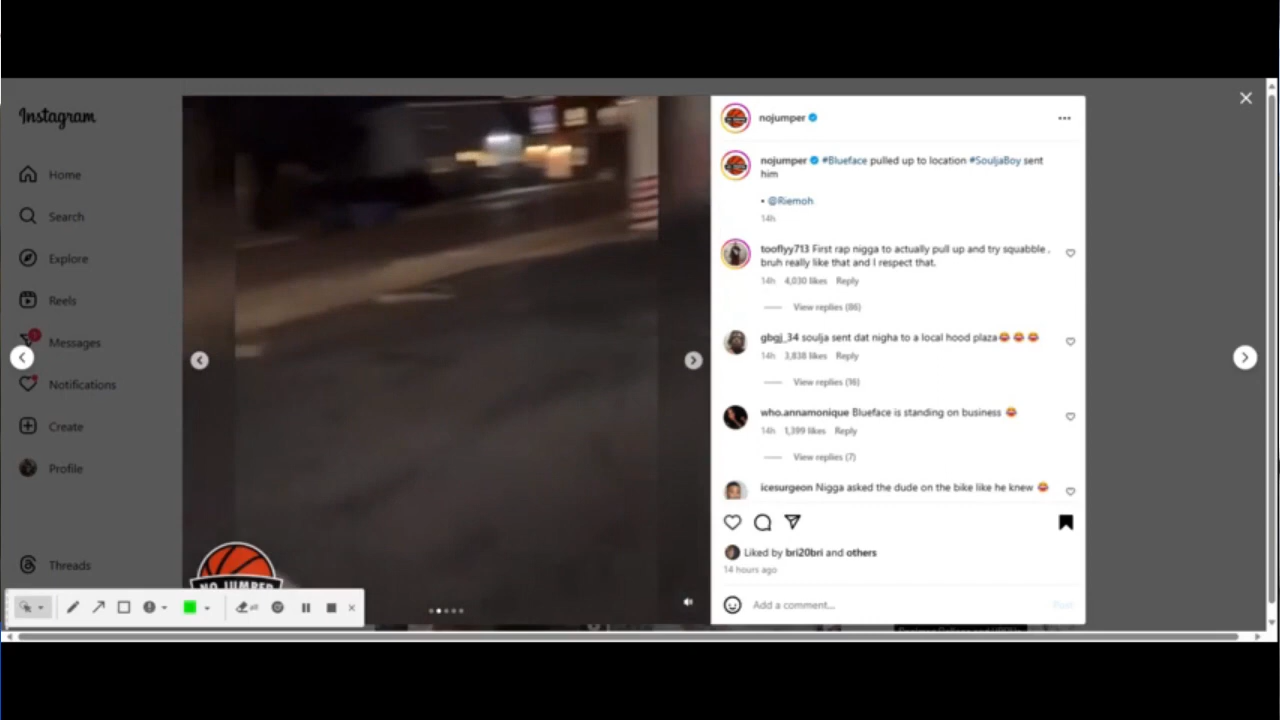 Instagram
Home
Search
Explore
Reels
Messages
Notifications
Create
Profile
Threads
NO JUMPER
nojumper
nojumper #Blueface pulled up to location #SouljaBoy sent
him
• @Riemoh
14h
tooflyy713 First rap nigga to actually pull up and try squabble .
bruh really like that and I respect that.
14h 4,030 likes Reply
View replies (86)
gbgj_34 soulja sent dat nigha to a local hood plaza😂 😂 😂
14h 3,838 likes Reply
View replies (16)
who.annamonique Blueface is standing on business 😂
14h 1,399 likes Reply
View replies (7)
icesurgeon Nigga asked the dude on the bike like he knew 😂
Liked by bri20bri and others
14 hours ago
Add a comment...
Post